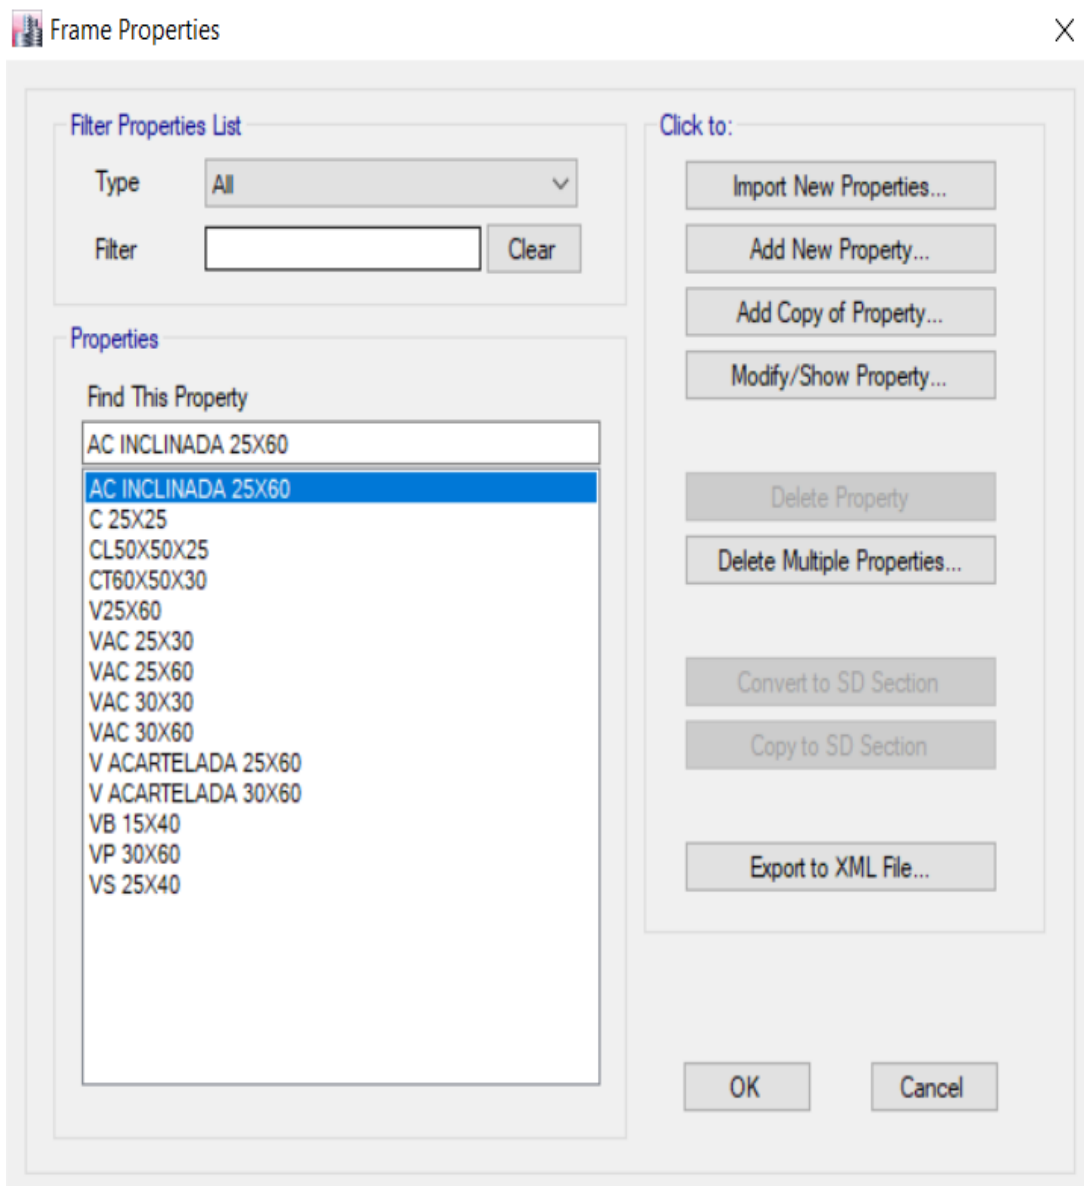 Frame Properties
Filter Properties List
Type
All
Filter
Clear
Properties
Find This Property
AC INCLINADA 25X60
AC INCLINADA 25X60
C 25X25
CL50X50X25
CT60X50X30
V25X60
VAC 25X30
VAC 25X60
VAC 30X30
VAC 30X60
V ACARTELADA 25X60
V ACARTELADA 30X60
VB 15X40
VP 30X60
VS 25X40
Click to:
Import New Properties...
Add New Property...
Add Copy of Property...
Modify/Show Property...
Delete Property
Delete Multiple Properties...
Convert to SD Section
Copy to SD Section
Export to XML File...
OK
Cancel